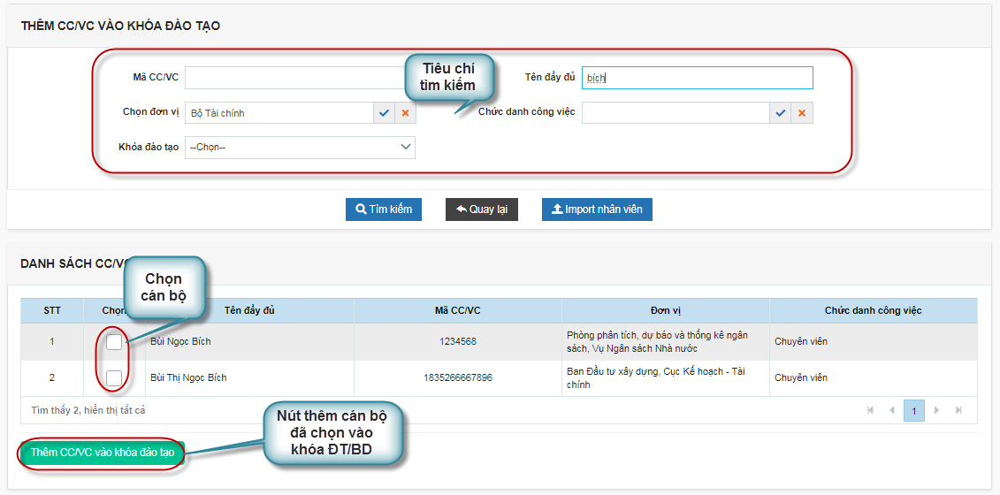 THÊM CC/VC VÀO KHÓA ĐÀO TẠO
Mã CC/VC
Tiêu chí
tìm kiếm
Tên đầy đủ
bích
Chọn đơn vị
Bộ Tài chính
Chức danh công việc
Khóa đào tạo
--Chọn--
Tìm kiếm
Quay lại
Import nhân viên
DANH SÁCH CC/VC
Chọn
cán bộ
STT
Chọn
Tên đầy đủ
Mã CC/VC
Đơn vị
Chức danh công việc
1
Bùi Ngọc Bích
1234568
Phòng phân tích, dự báo và thống kê ngân
sách, Vụ Ngân sách Nhà nước
Chuyên viên
2
Bùi Thị Ngọc Bích
1835266667896
Ban Đầu tư xây dựng, Cục Kế hoạch - Tài
chính
Chuyên viên
Tìm thấy 2, hiển thị tất cả
1
Nút thêm cán bộ
đã chọn vào
khóa ĐT/BD
Thêm CC/VC vào khóa đào tạo